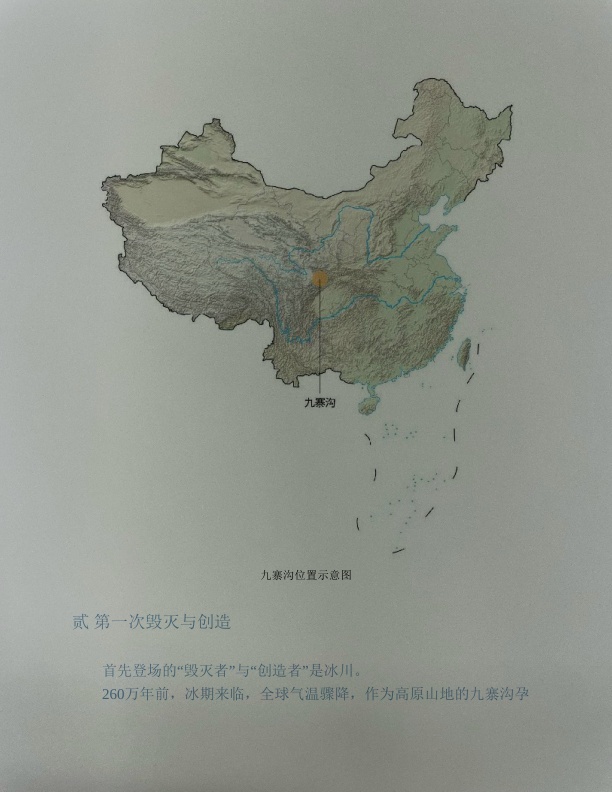 九寨沟
九寨沟位置示意图
贰 第一次毁灭与创造
首先登场的“毁灭者”与“创造者”是冰川。
260万年前，冰期来临，全球气温骤降，作为高原山地的九寨沟孕